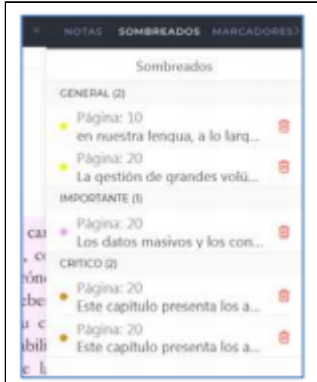 × NOTAS SOMBREADOS MARCADORES
Sombreados
GENERAL (2)
Página: 10
en nuestra lengua, a lo larg...
Página: 20
La gestión de grandes volú...
IMPORTANTE (1)
Página: 20
Los datos masivos y los con...
CRITICO (2)
Página: 20
Este capítulo presenta los a...
Página: 20
Este capítulo presenta los a...